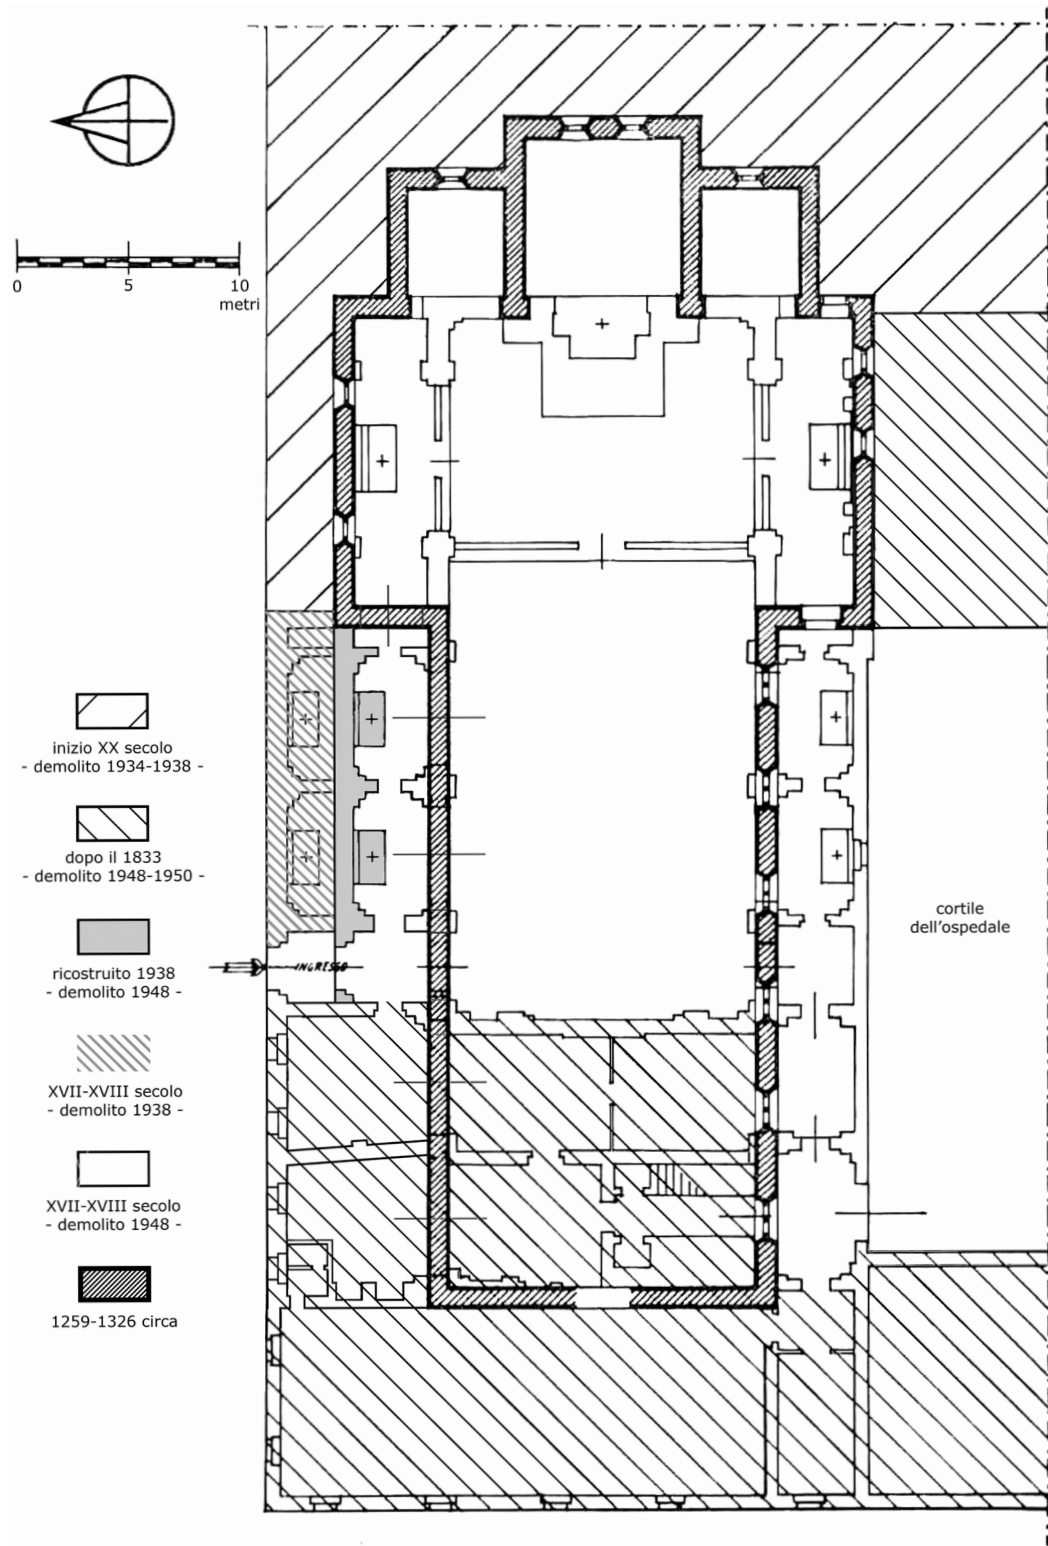 0 5 10
metri
inizio XX secolo
- demolito 1934-1938 -
dopo il 1833
- demolito 1948-1950 -
ricostruito 1938
- demolito 1948 -
XVII-XVIII secolo
- demolito 1938 -
XVII-XVIII secolo
- demolito 1948 -
1259-1326 circa
INGRESSO
cortile
dell'ospedale